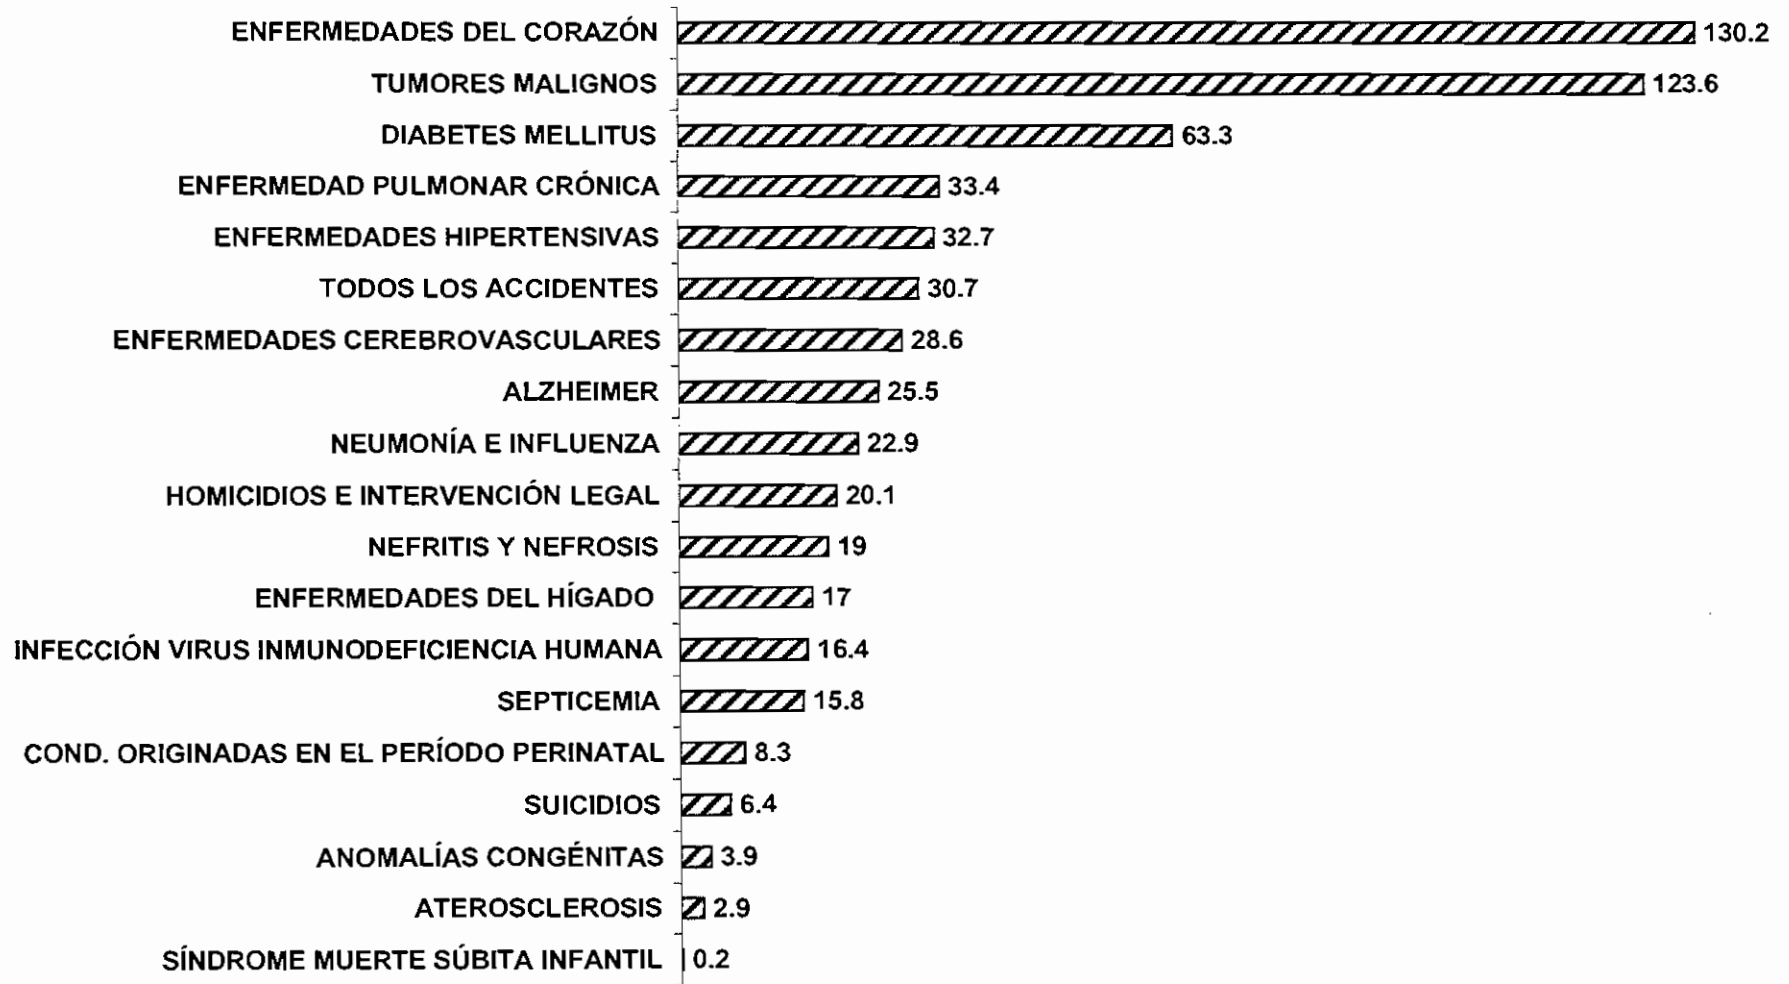 ENFERMEDADES DEL CORAZÓN 130.2
TUMORES MALIGNOS 123.6
DIABETES MELLITUS 63.3
ENFERMEDAD PULMONAR CRÓNICA 33.4
ENFERMEDADES HIPERTENSIVAS 32.7
TODOS LOS ACCIDENTES 30.7
ENFERMEDADES CEREBROVASCULARES 28.6
ALZHEIMER 25.5
NEUMONÍA E INFLUENZA 22.9
HOMICIDIOS E INTERVENCIÓN LEGAL 20.1
NEFRITIS Y NEFROSIS 19
ENFERMEDADES DEL HÍGADO 17
INFECCIÓN VIRUS INMUNODEFICIENCIA HUMANA 16.4
SEPTICEMIA 15.8
COND. ORIGINADAS EN EL PERÍODO PERINATAL 8.3
SUICIDIOS 6.4
ANOMALÍAS CONGÉNITAS 3.9
ATEROSCLEROSIS 2.9
SÍNDROME MUERTE SÚBITA INFANTIL 0.2